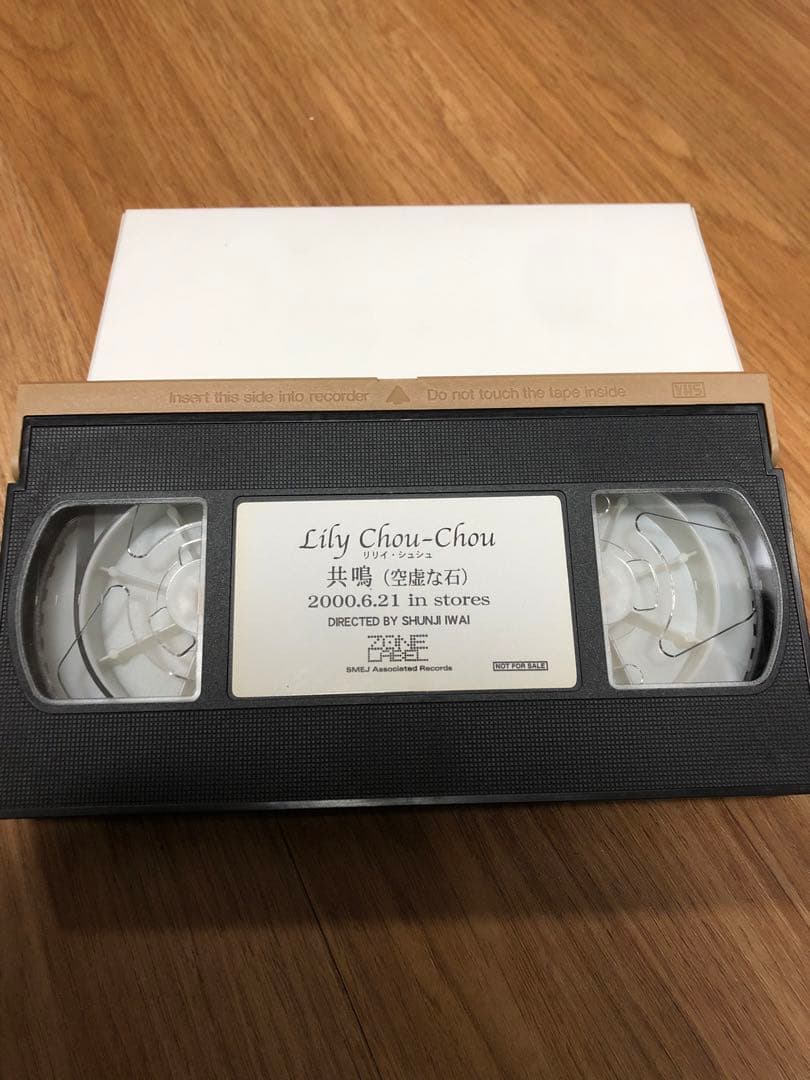 Insert this side into recorder Do not touch the tape inside VHS
Lily Chou-Chou
リリイ・シュシュ
共鳴（空虚な石）
2000.6.21 in stores
DIRECTED BY SHUNJI IWAI
ZONE
LABEL
SMEJ Associated Records
NOT FOR SALE